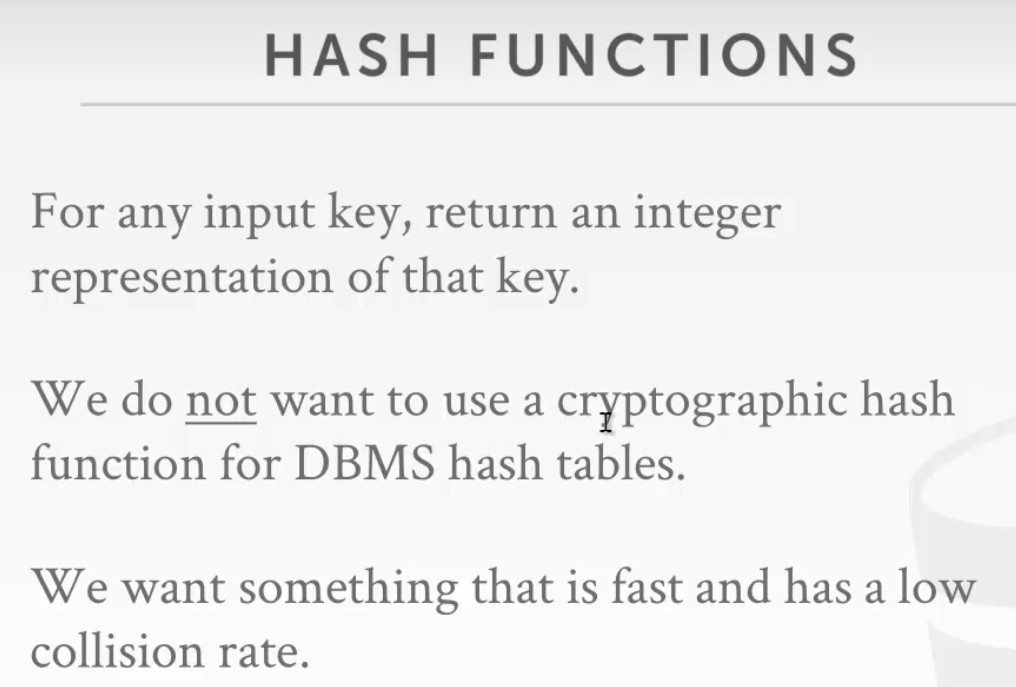 HASH FUNCTIONS
For any input key, return an integer
representation of that key.
We do not want to use a cryptographic hash
function for DBMS hash tables.
We want something that is fast and has a low
collision rate.